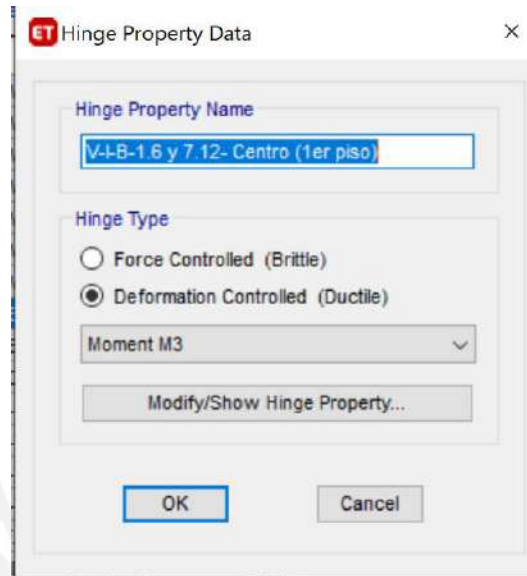 ET Hinge Property Data
Hinge Property Name
V-I-B-1.6 y 7.12- Centro (1er piso)
Hinge Type
Force Controlled (Brittle)
Deformation Controlled (Ductile)
Moment M3
Modify/Show Hinge Property...
OK Cancel